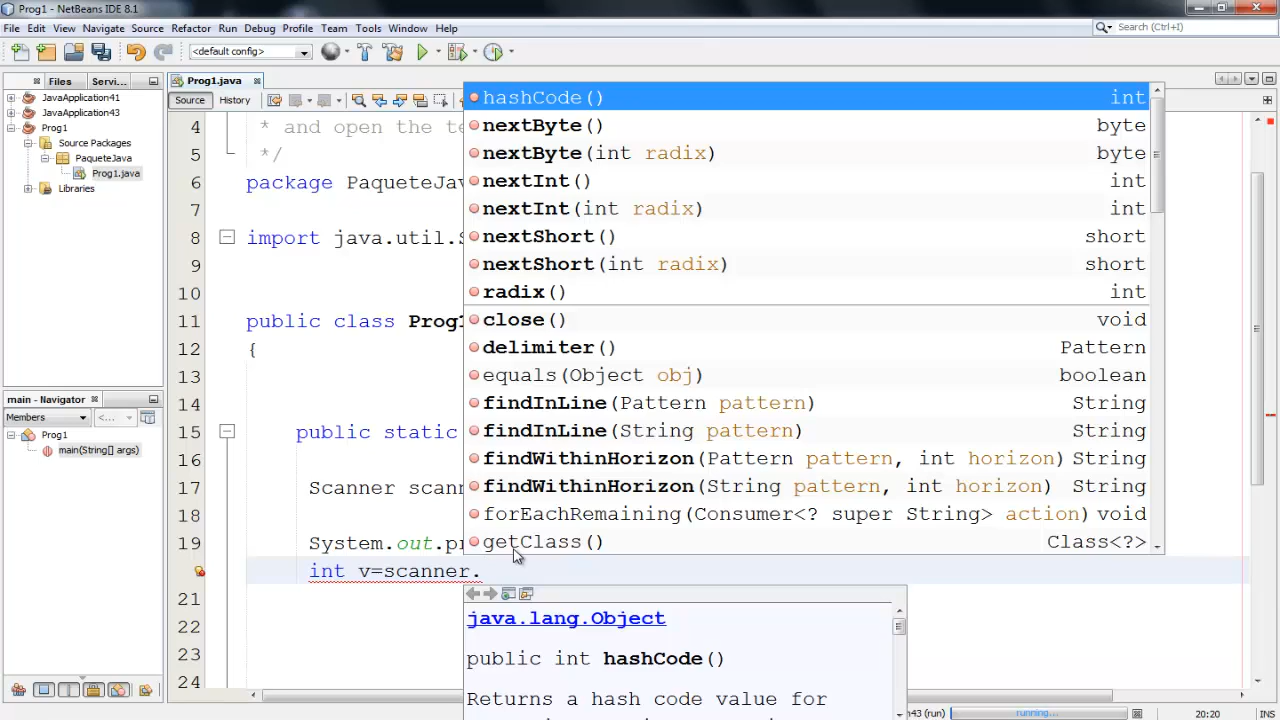 Prog1 - NetBeans IDE 8.1
File Edit View Navigate Source Refactor Run Debug Profile Team Tools Window Help
Search (Ctrl+I)
<default config>
Files Servi...
Prog1.java
JavaApplication41
JavaApplication43
Prog1
Source Packages
PaqueteJava
Prog1.java
Libraries
main - Navigator
Members <...
Prog1
main(String[] args)
Source History
4 * and open the te
5 */
6 package PaqueteJav
7
8 import java.util.S
9
10
11 public class Prog1
12 {
13
14
15 public static
16
17 Scanner scann
18
19 System.out.pr
int v=scanner.
21
22
23
24
hashCode() int
nextByte() byte
nextByte(int radix) byte
nextInt() int
nextInt(int radix) int
nextShort() short
nextShort(int radix) short
radix() int
close() void
delimiter() Pattern
equals(Object obj) boolean
findInLine(Pattern pattern) String
findInLine(String pattern) String
findWithinHorizon(Pattern pattern, int horizon) String
findWithinHorizon(String pattern, int horizon) String
forEachRemaining(Consumer<? super String> action) void
getClass() Class<?>
java.lang.Object
public int hashCode()
Returns a hash code value for
n43 (run) running... 20:20 INS